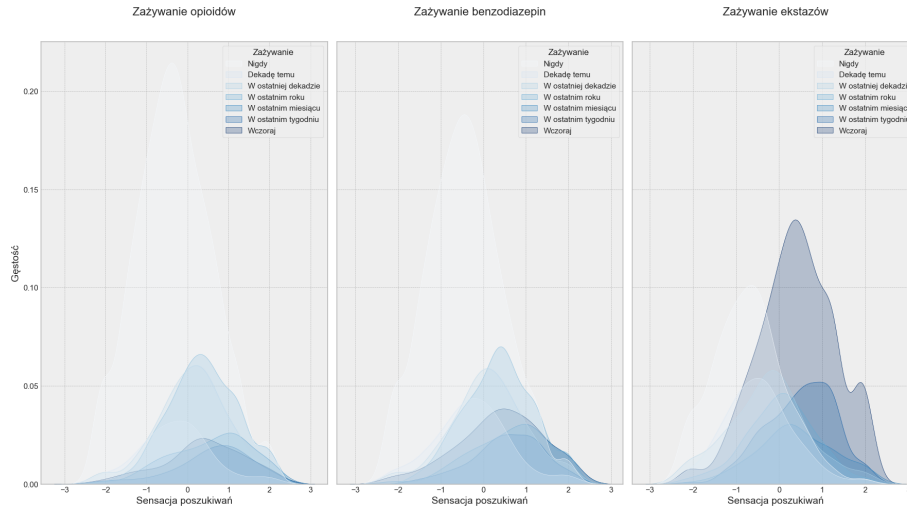 Zażywanie opioidów
Zażywanie benzodiazepin
Zażywanie ekstazów
Zażywanie
Nigdy
Dekadę temu
W ostatniej dekadzie
W ostatnim roku
W ostatnim miesiącu
W ostatnim tygodniu
Wczoraj
Zażywanie
Nigdy
Dekadę temu
W ostatniej dekadzie
W ostatnim roku
W ostatnim miesiącu
W ostatnim tygodniu
Wczoraj
Zażywanie
Nigdy
Dekadę temu
W ostatniej dekadzi
W ostatnim roku
W ostatnim miesiącu
W ostatnim tygodniu
Wczoraj
Gęstość
0.20
0.15
0.10
0.05
0.00
−3 −2 −1 0 1 2 3
−3 −2 −1 0 1 2 3
−3 −2 −1 0 1 2
Sensacja poszukiwań
Sensacja poszukiwań
Sensacja poszukiwań